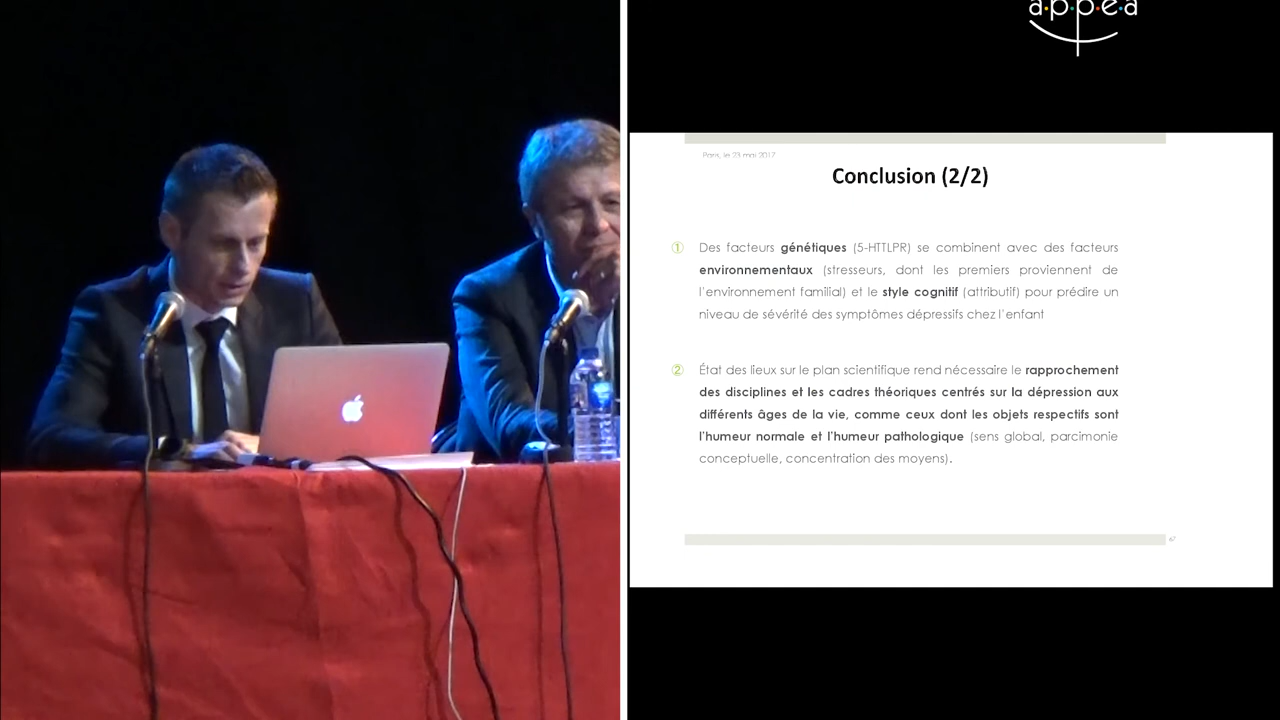 a·p·p·e·a
Paris, le 23 mai 2017
Conclusion (2/2)
① Des facteurs génétiques (5-HTTLPR) se combinent avec des facteurs
environnementaux (stresseurs, dont les premiers proviennent de
l'environnement familial) et le style cognitif (attributif) pour prédire un
niveau de sévérité des symptômes dépressifs chez l'enfant
② État des lieux sur le plan scientifique rend nécessaire le rapprochement
des disciplines et les cadres théoriques centrés sur la dépression aux
différents âges de la vie, comme ceux dont les objets respectifs sont
l'humeur normale et l'humeur pathologique (sens global, parcimonie
conceptuelle, concentration des moyens).
67